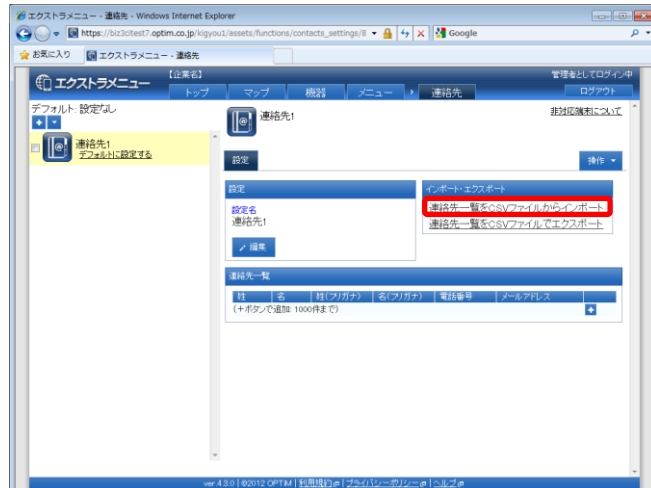 エクストラメニュー - 連絡先 - Windows Internet Explorer
https://biz3citest7.optim.co.jp/kigyou1/assets/functions/contacts_settings/8
Google
お気に入り
エクストラメニュー - 連絡先
エクストラメニュー
【企業名】
管理者としてログイン中
トップ
マップ
機器
メニュー
連絡先
ログアウト
デフォルト: 設定なし
連絡先1
デフォルトに設定する
連絡先1
非対応端末について
設定
操作
設定
設定名
連絡先1
編集
インポート・エクスポート
連絡先一覧をCSVファイルからインポート
連絡先一覧をCSVファイルでエクスポート
連絡先一覧
姓
名
姓(フリガナ)
名(フリガナ)
電話番号
メールアドレス
(+ボタンで追加: 1000件まで)
ver.4.3.0 | ©2012 OPTiM | 利用規約 | プライバシーポリシー | ヘルプ